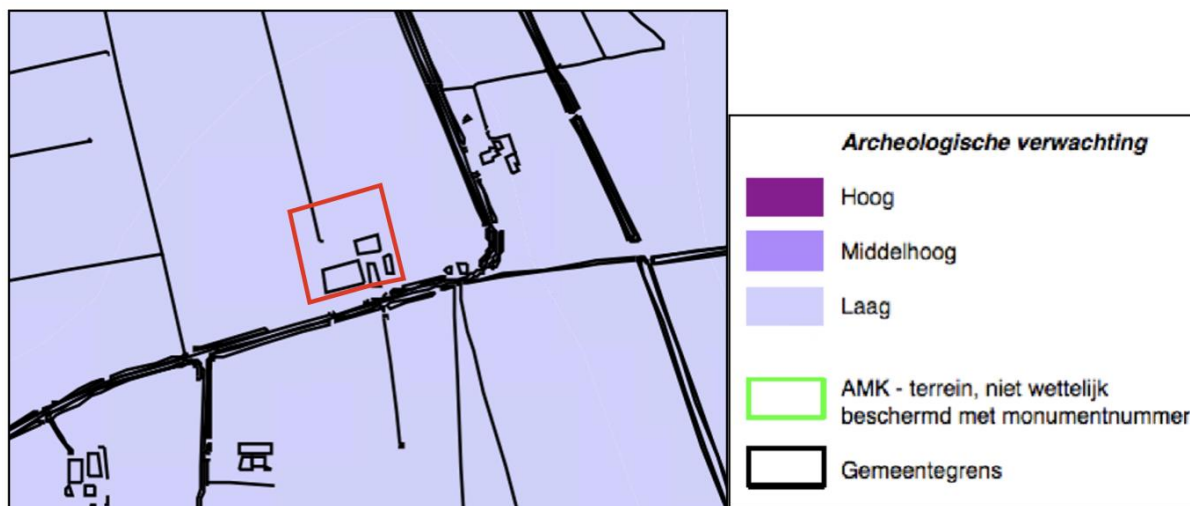 Archeologische verwachting
Hoog
Middelhoog
Laag
AMK - terrein, niet wettelijk
beschermd met monumentnummer
Gemeentegrens